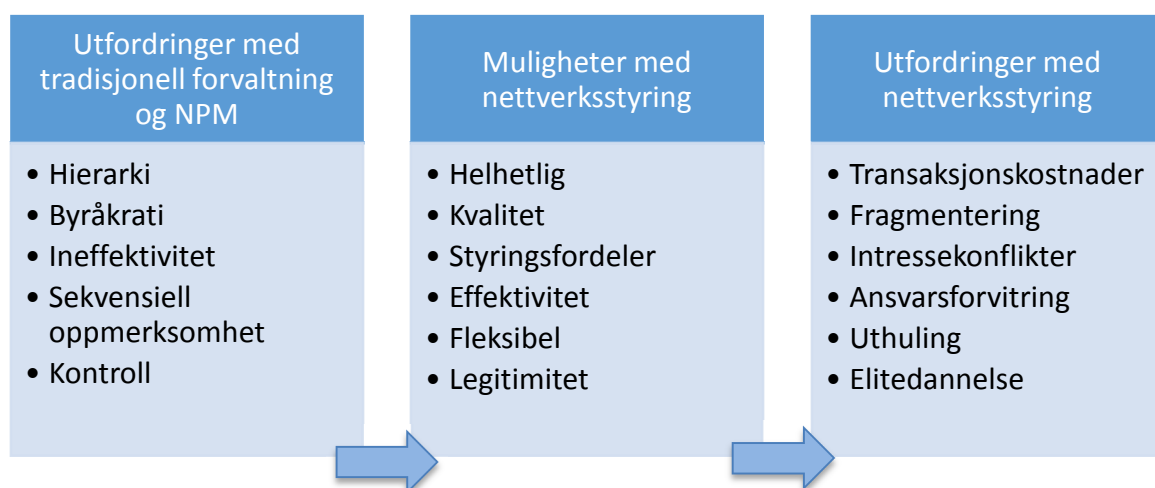 Utfordringer med
tradisjonell forvaltning
og NPM
• Hierarki
• Byråkrati
• Ineffektivitet
• Sekvensiell
oppmerksomhet
• Kontroll
Muligheter med
nettverksstyring
• Helhetlig
• Kvalitet
• Styringsfordeler
• Effektivitet
• Fleksibel
• Legitimitet
Utfordringer med
nettverksstyring
• Transaksjonskostnader
• Fragmentering
• Intressekonflikter
• Ansvarsforvitring
• Uthuling
• Elitedannelse